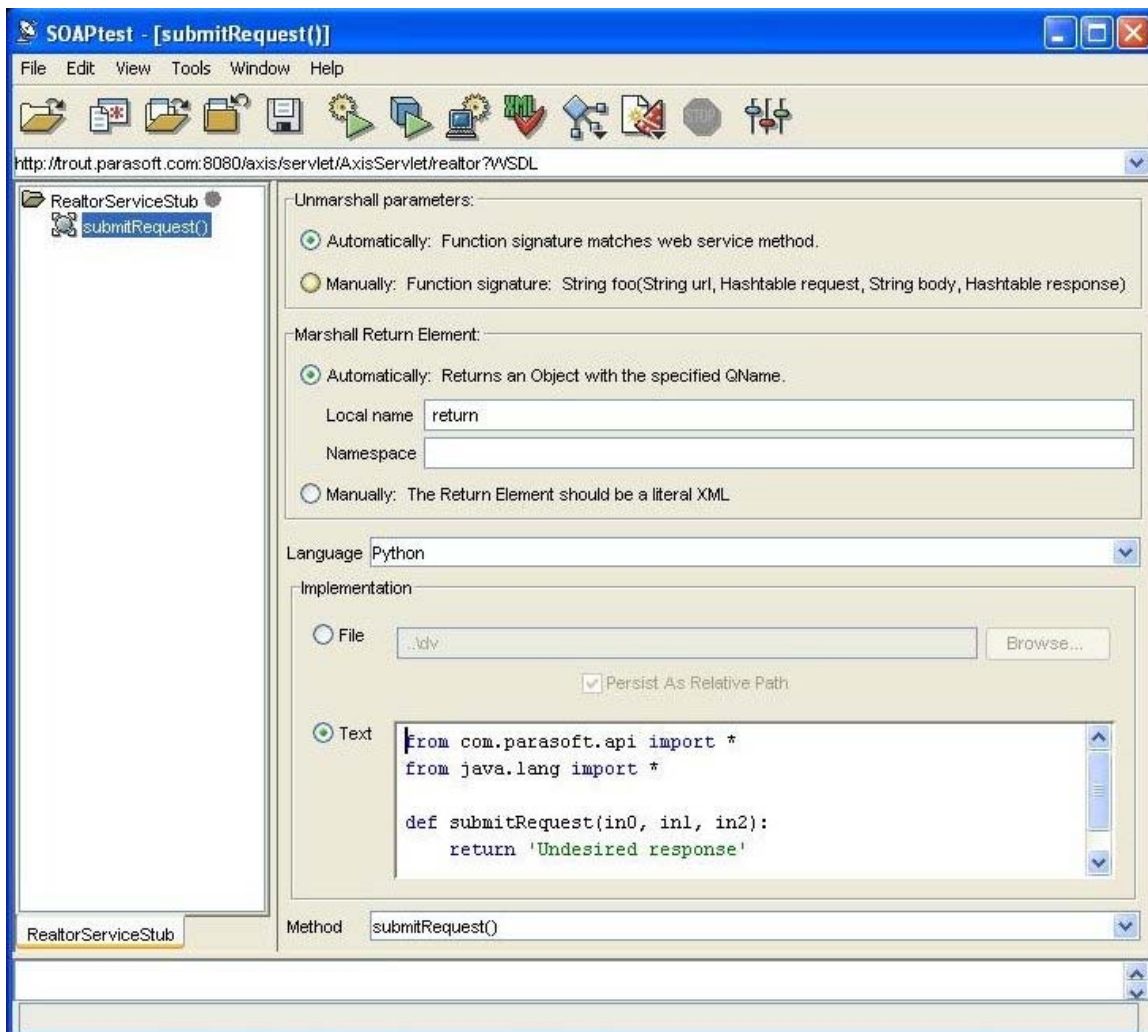 SOAPtest - [submitRequest()]
File Edit View Tools Window Help
XML
STOP
http://trout.parasoft.com:8080/axis/servlet/AxisServlet/realtor?WSDL
RealtorServiceStub
submitRequest()
Unmarshall parameters:
Automatically: Function signature matches web service method.
Manually: Function signature: String foo(String url, Hashtable request, String body, Hashtable response)
Marshall Return Element:
Automatically: Returns an Object with the specified QName.
Local name return
Namespace
Manually: The Return Element should be a literal XML
Language Python
Implementation
File ..\dv Browse...
Persist As Relative Path
Text
from com.parasoft.api import *
from java.lang import *
def submitRequest(in0, in1, in2):
return 'Undesired response'
Method submitRequest()
RealtorServiceStub